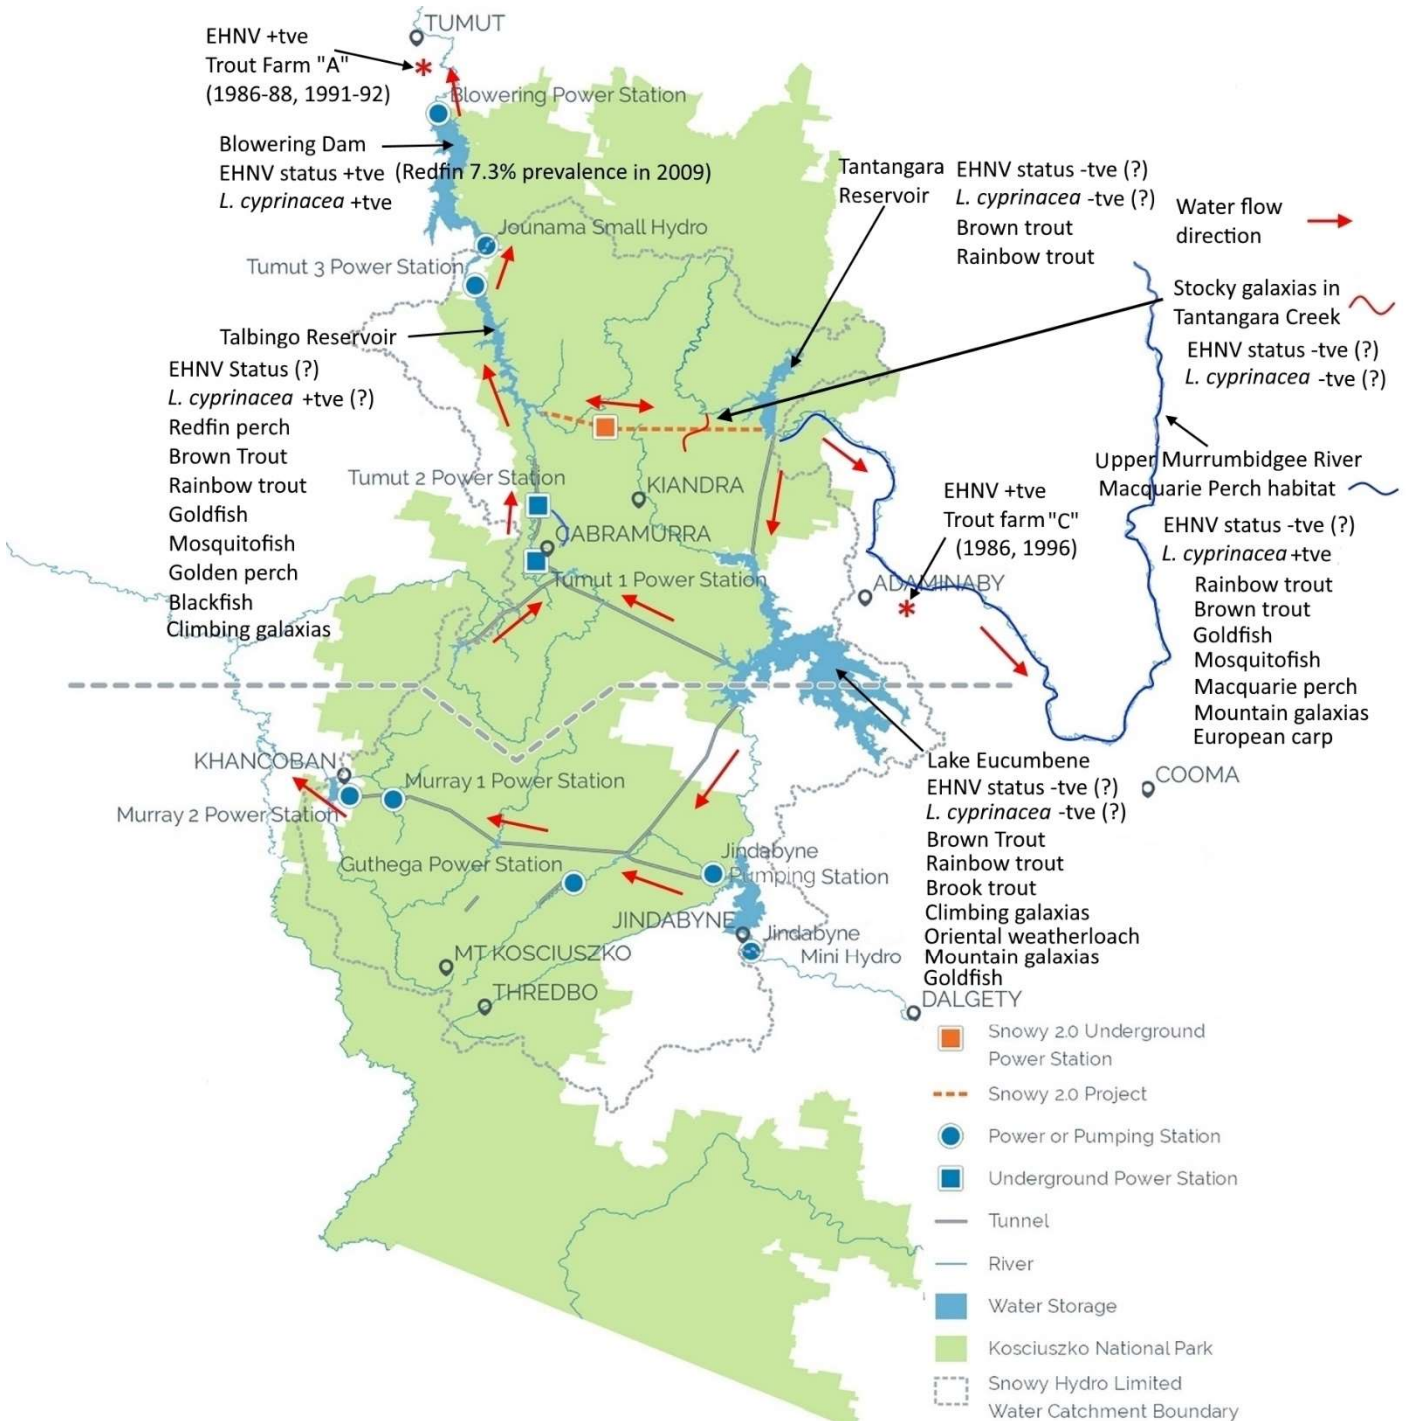 TUMUT
EHNV +tve
Trout Farm "A"
(1986-88, 1991-92)
Blowering Power Station
Blowering Dam
EHNV status +tve (Redfin 7.3% prevalence in 2009)
L. cyprinacea +tve
Tantangara
Reservoir
EHNV status -tve (?)
L. cyprinacea -tve (?)
Brown trout
Rainbow trout
Water flow
direction
Jounama Small Hydro
Tumut 3 Power Station
Stocky galaxias in
Tantangara Creek
EHNV status -tve (?)
L. cyprinacea -tve (?)
Talbingo Reservoir
EHNV Status (?)
L. cyprinacea +tve (?)
Redfin perch
Brown Trout
Rainbow trout
Goldfish
Mosquitofish
Golden perch
Blackfish
Climbing galaxias
Tumut 2 Power Station
KIANDRA
CABRAMURRA
Tumut 1 Power Station
EHNV +tve
Trout farm "C"
(1986, 1996)
ADAMINABY
Upper Murrumbidgee River
Macquarie Perch habitat
EHNV status -tve (?)
L. cyprinacea +tve
Rainbow trout
Brown trout
Goldfish
Mosquitofish
Macquarie perch
Mountain galaxias
European carp
COOMA
KHANCOBAN
Murray 1 Power Station
Murray 2 Power Station
Guthega Power Station
Jindabyne
Pumping Station
JINDABYNE
Jindabyne
Mini Hydro
MT KOSCIUSZKO
THREDBO
Lake Eucumbene
EHNV status -tve (?)
L. cyprinacea -tve (?)
Brown Trout
Rainbow trout
Brook trout
Climbing galaxias
Oriental weatherloach
Mountain galaxias
Goldfish
DALGETY
Snowy 2.0 Underground
Power Station
Snowy 2.0 Project
Power or Pumping Station
Underground Power Station
Tunnel
River
Water Storage
Kosciuszko National Park
Snowy Hydro Limited
Water Catchment Boundary